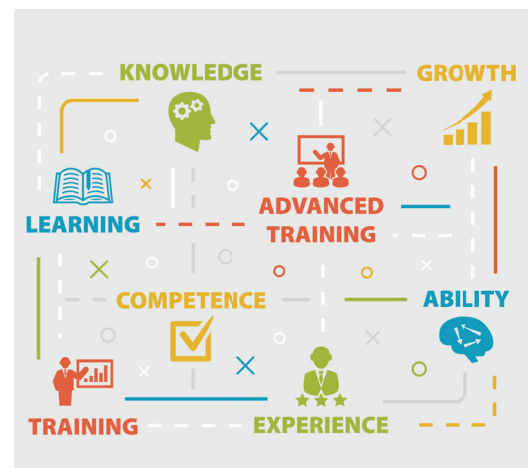 KNOWLEDGE
GROWTH
LEARNING
ADVANCED
TRAINING
COMPETENCE
ABILITY
TRAINING
EXPERIENCE